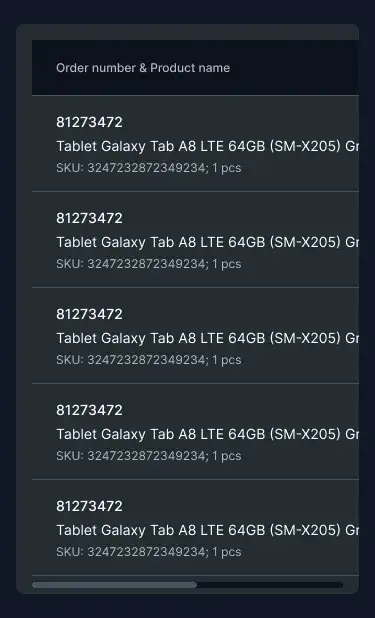 Order number & Product name
81273472
Tablet Galaxy Tab A8 LTE 64GB (SM-X205) Gr
SKU: 3247232872349234; 1 pcs
81273472
Tablet Galaxy Tab A8 LTE 64GB (SM-X205) Gr
SKU: 3247232872349234; 1 pcs
81273472
Tablet Galaxy Tab A8 LTE 64GB (SM-X205) Gr
SKU: 3247232872349234; 1 pcs
81273472
Tablet Galaxy Tab A8 LTE 64GB (SM-X205) Gr
SKU: 3247232872349234; 1 pcs
81273472
Tablet Galaxy Tab A8 LTE 64GB (SM-X205) Gr
SKU: 3247232872349234; 1 pcs